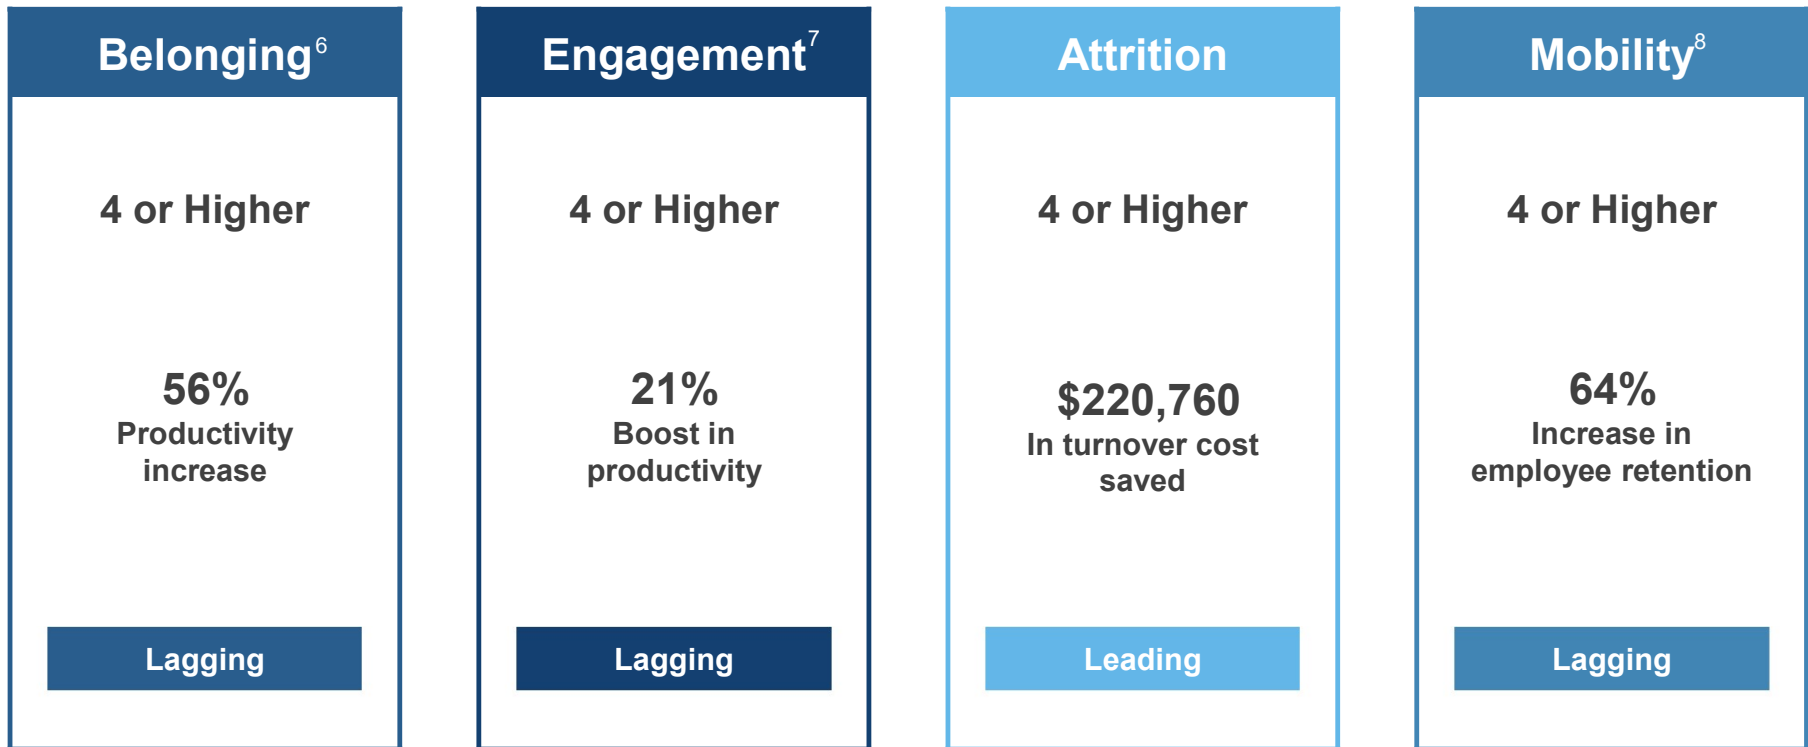 Belonging⁶
4 or Higher
56%
Productivity
increase
Lagging
Engagement⁷
4 or Higher
21%
Boost in
productivity
Lagging
Attrition
4 or Higher
$220,760
In turnover cost
saved
Leading
Mobility⁸
4 or Higher
64%
Increase in
employee retention
Lagging